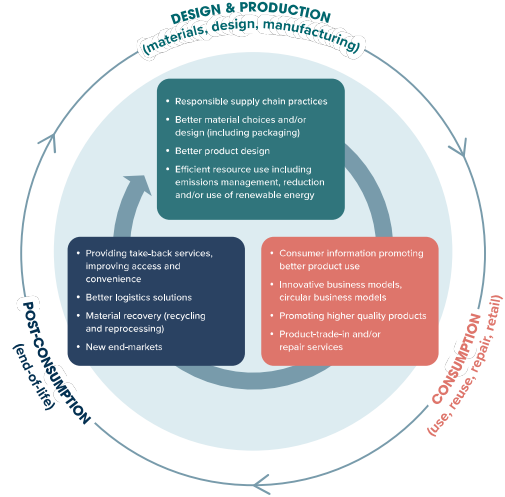 DESIGN & PRODUCTION
(materials, design, manufacturing)
• Responsible supply chain practices
• Better material choices and/or
design (including packaging)
• Better product design
• Efficient resource use including
emissions management, reduction
and/or use of renewable energy
• Providing take-back services,
improving access and
convenience
• Better logistics solutions
• Material recovery (recycling
and reprocessing)
• New end-markets
• Consumer information promoting
better product use
• Innovative business models,
circular business models
• Promoting higher quality products
• Product-trade-in and/or
repair services
POST-CONSUMPTION
(end-of-life)
CONSUMPTION
(use, reuse, repair, retail)